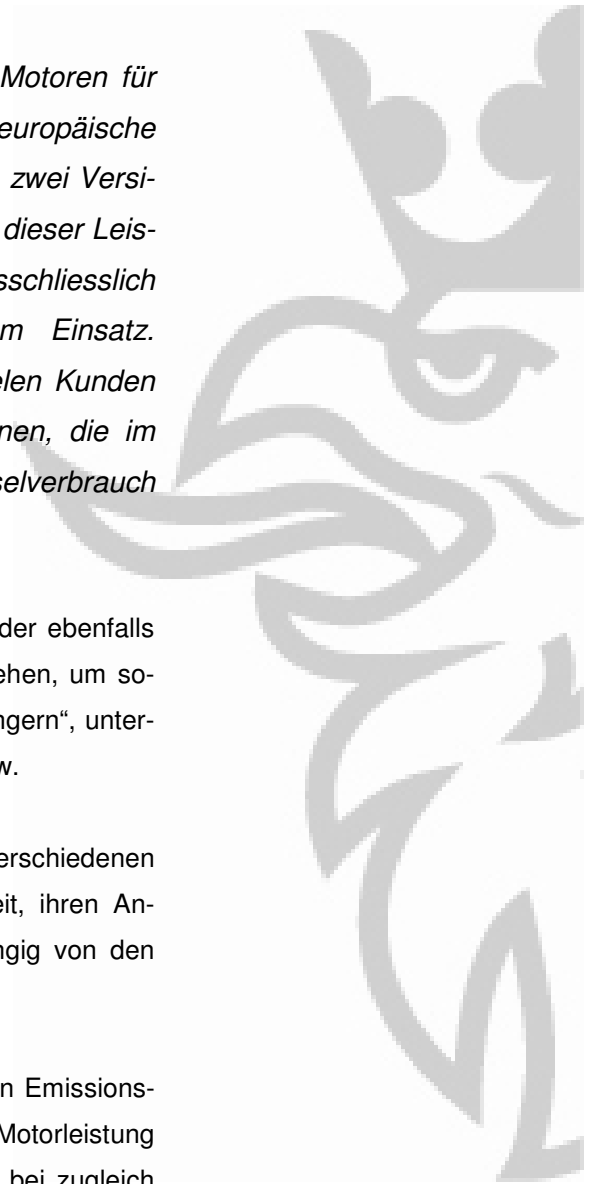 Motoren für
europäische
zwei Versi-
dieser Leis-
sschliesslich
m Einsatz.
elen Kunden
nen, die im
selverbrauch
der ebenfalls
ehen, um so-
ngern“, unter-
w.
erschiedenen
eit, ihren An-
ngig von den
n Emissions-
Motorleistung
bei zugleich